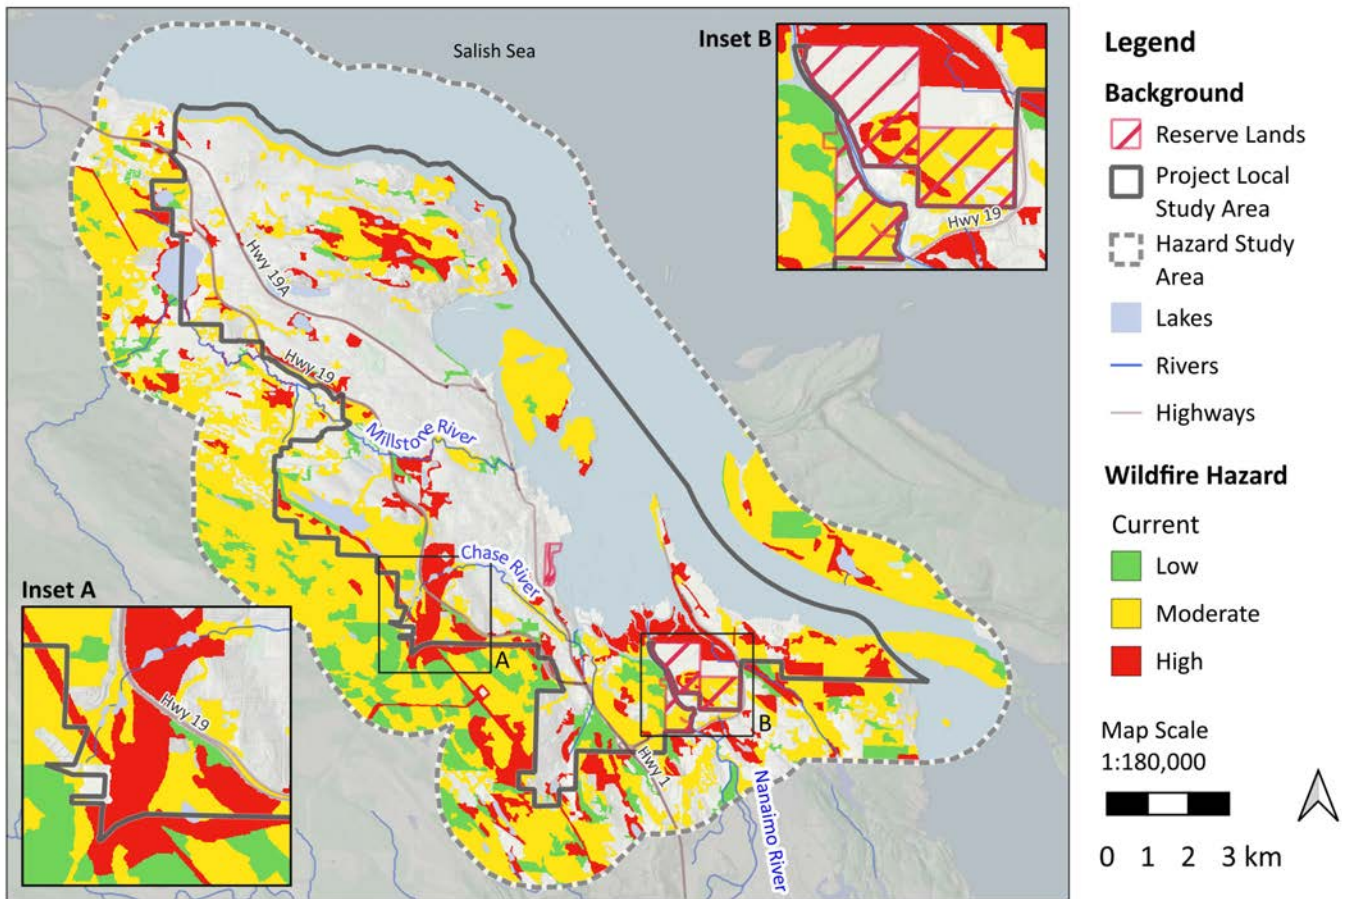 Salish Sea
Inset B
Hwy 19
Hwy 19A
Hwy 19
Millstone River
Chase River
Inset A
Hwy 19
A
B
Hwy 1
Nanaimo River
Legend
Background
Reserve Lands
Project Local
Study Area
Hazard Study
Area
Lakes
Rivers
Highways
Wildfire Hazard
Current
Low
Moderate
High
Map Scale
1:180,000
0 1 2 3 km